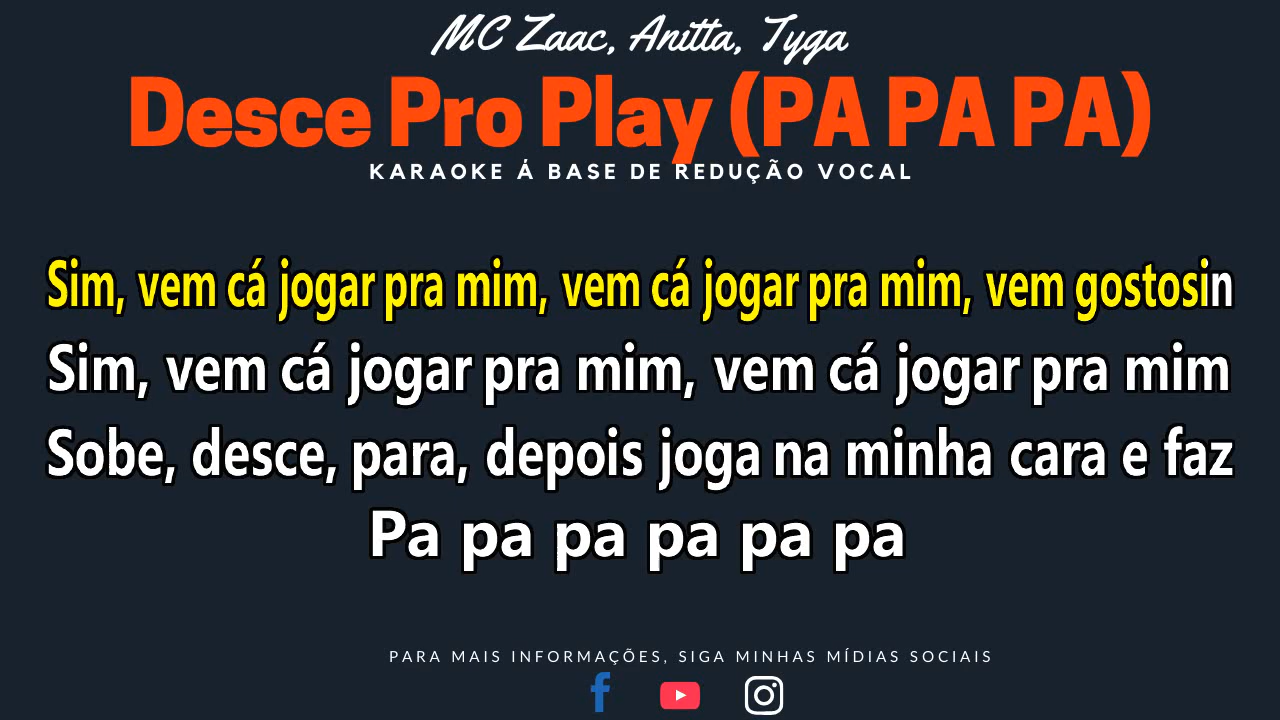 MC Zaac, Anitta, Tyga
Desce Pro Play (PA PA PA)
KARAOKE Á BASE DE REDUÇÃO VOCAL
Sim, vem cá jogar pra mim, vem cá jogar pra mim, vem gostosin
Sim, vem cá jogar pra mim, vem cá jogar pra mim
Sobe, desce, para, depois joga na minha cara e faz
Pa pa pa pa pa pa
PARA MAIS INFORMAÇÕES, SIGA MINHAS MÍDIAS SOCIAIS